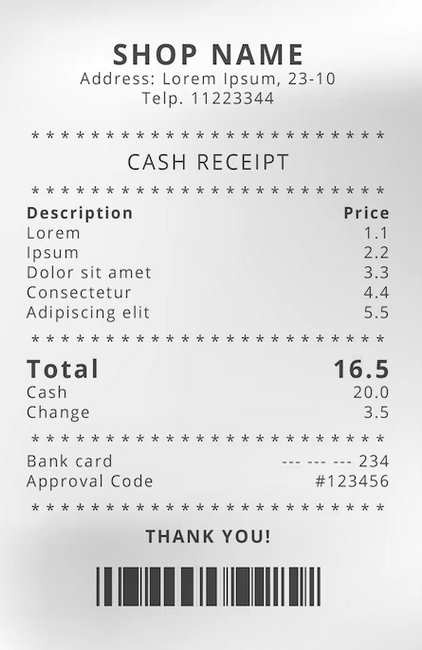 SHOP NAME
Address: Lorem Ipsum, 23-10
Telp. 11223344
* * * * * * * * * * * * * * * * * * * * * * * *
CASH RECEIPT
* * * * * * * * * * * * * * * * * * * * * * * *
Description Price
Lorem 1.1
Ipsum 2.2
Dolor sit amet 3.3
Consectetur 4.4
Adipiscing elit 5.5
* * * * * * * * * * * * * * * * * * * * * * * *
Total 16.5
Cash 20.0
Change 3.5
* * * * * * * * * * * * * * * * * * * * * * * *
Bank card --- --- --- 234
Approval Code #123456
* * * * * * * * * * * * * * * * * * * * * * * *
THANK YOU!